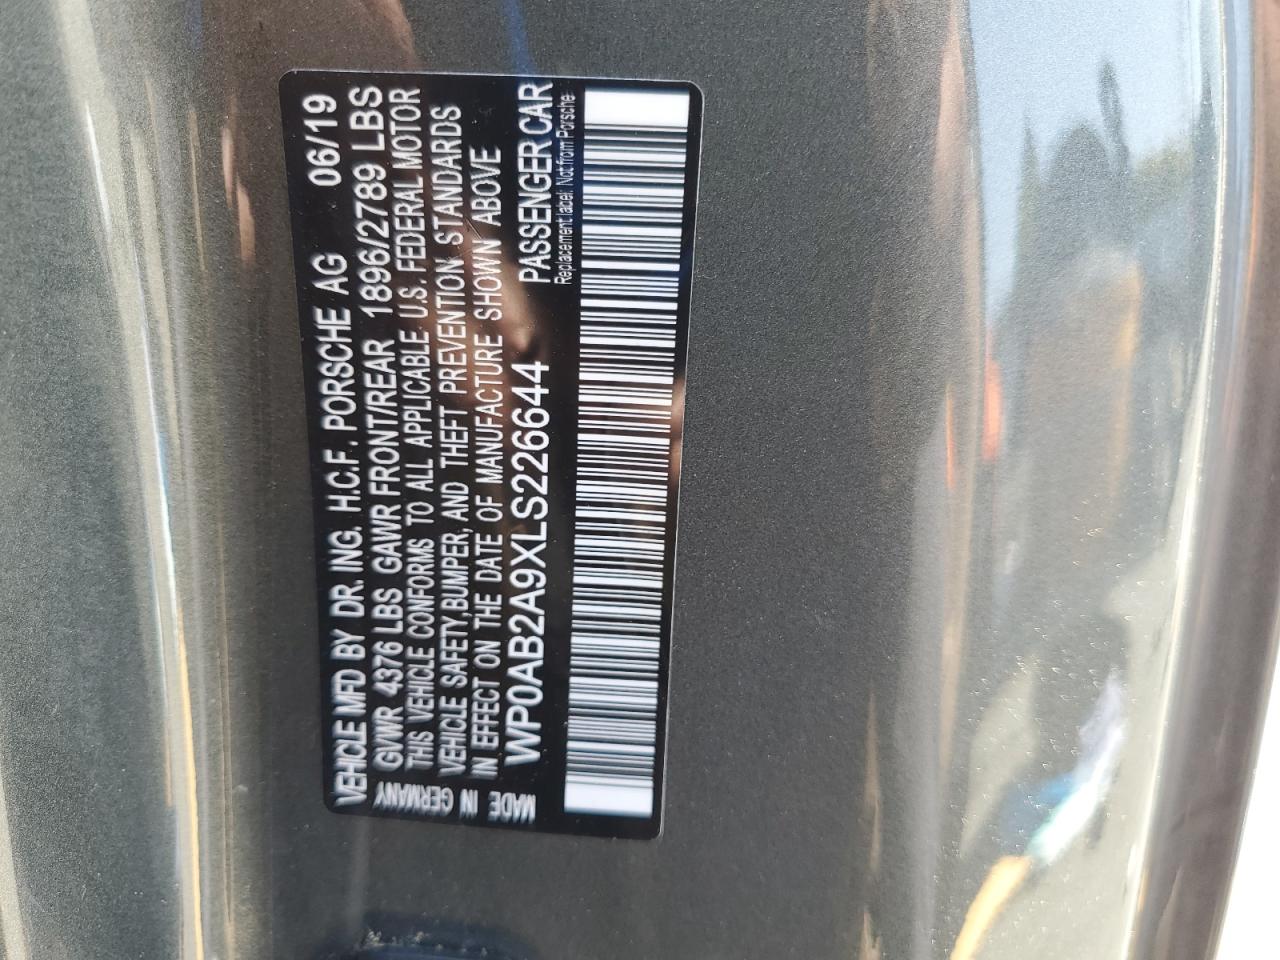 VEHICLE MFD BY DR. ING. H.C.F. PORSCHE AG 06/19
GVWR 4376 LBS GAWR FRONT/REAR 1896/2789 LBS
THIS VEHICLE CONFORMS TO ALL APPLICABLE U.S. FEDERAL MOTOR
VEHICLE SAFETY,BUMPER, AND THEFT PREVENTION STANDARDS
IN EFFECT ON THE DATE OF MANUFACTURE SHOWN ABOVE
WP0AB2A9XLS226644 PASSENGER CAR
Replacement label: Not from Porsche
MADE IN GERMANY